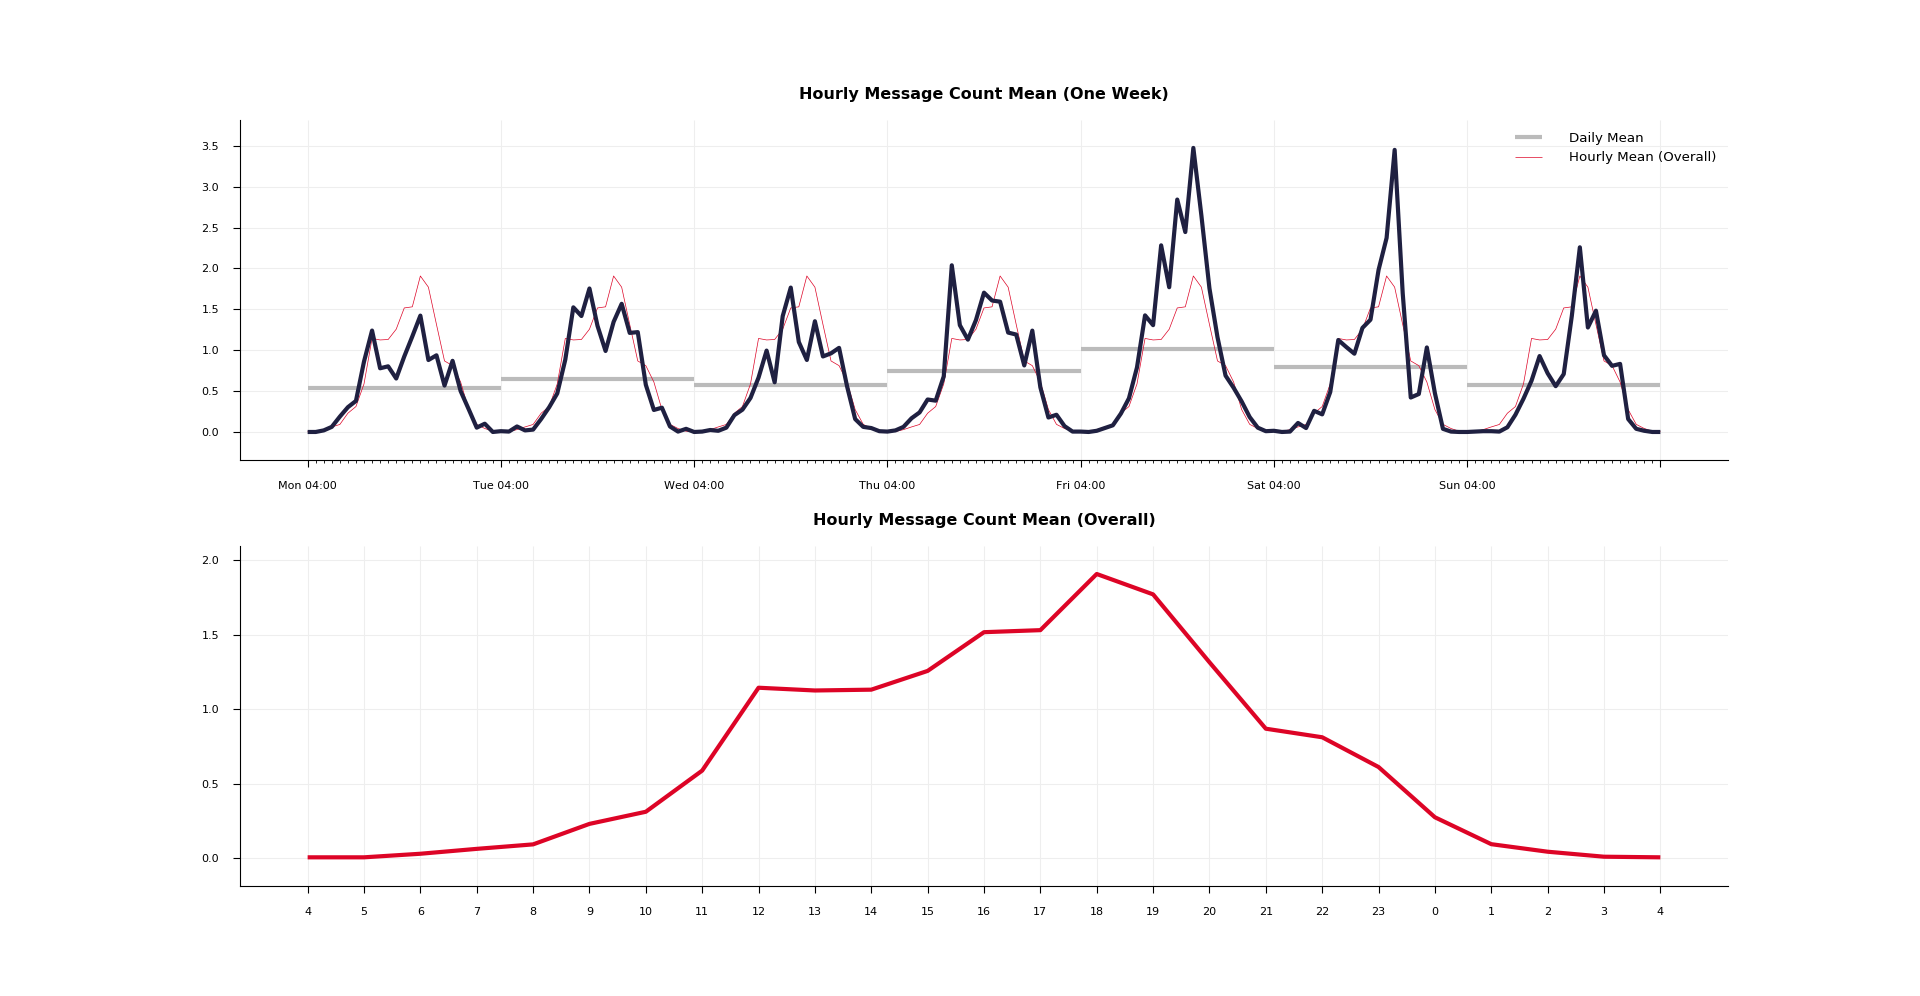 Hourly Message Count Mean (One Week)
Daily Mean
Hourly Mean (Overall)
3.5
3.0
2.5
2.0
1.5
1.0
0.5
0.0
Mon 04:00 Tue 04:00 Wed 04:00 Thu 04:00 Fri 04:00 Sat 04:00 Sun 04:00
Hourly Message Count Mean (Overall)
2.0
1.5
1.0
0.5
0.0
4 5 6 7 8 9 10 11 12 13 14 15 16 17 18 19 20 21 22 23 0 1 2 3 4